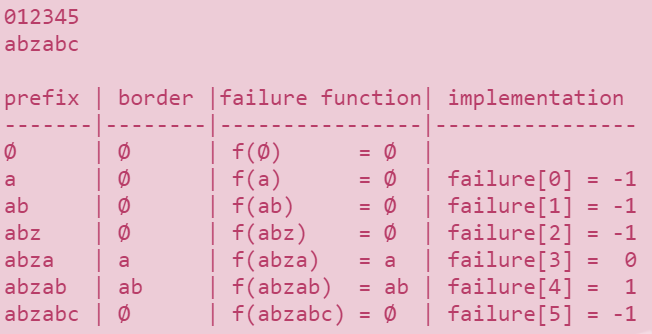 012345
abzabc
prefix | border |failure function| implementation
-------|--------|----------------|----------------
Ø      | Ø      | f(Ø)      = Ø  |
a      | Ø      | f(a)      = Ø  | failure[0] = -1
ab     | Ø      | f(ab)     = Ø  | failure[1] = -1
abz    | Ø      | f(abz)    = Ø  | failure[2] = -1
abza   | a      | f(abza)   = a  | failure[3] =  0
abzab  | ab     | f(abzab)  = ab | failure[4] =  1
abzabc | Ø      | f(abzabc) = Ø  | failure[5] = -1